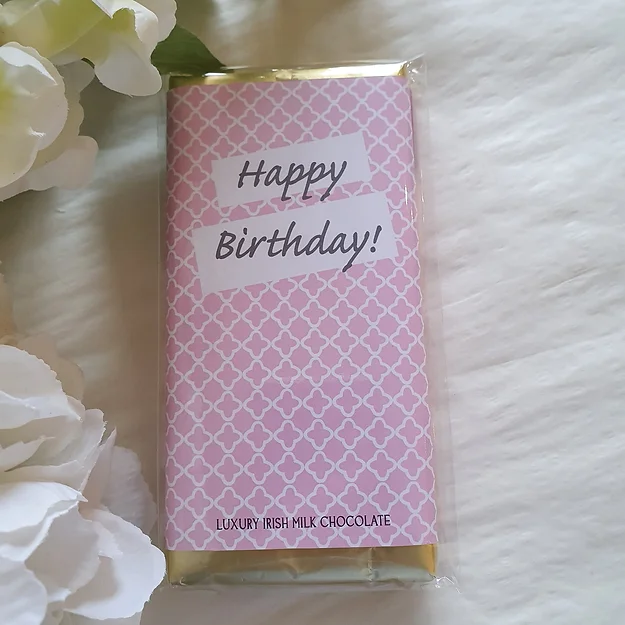 Happy
Birthday!
LUXURY IRISH MILK CHOCOLATE